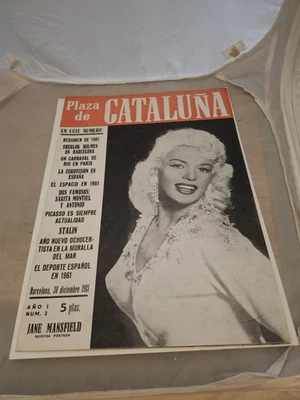 Plaza de CATALUÑA
EN ESTE NUMERO:
RESUMEN DE 1961
SHERLOK HOLMES
EN BARCELONA
UN CARNAVAL DE
RIO EN PARIS
LA EUROVISION EN
ESPAÑA
EL ESPACIO EN 1961
DOS FAMOSOS:
SARITA MONTIEL
Y ANTONIO
PICASSO ES SIEMPRE
ACTUALIDAD
STALIN
AÑO NUEVO OCHOCEN-
TISTA EN LA MURALLA
DEL MAR
EL DEPORTE ESPAÑOL
EN 1961
Barcelona, 30 diciembre 1961
AÑO I
NUM. 3
5 ptas.
JANE MANSFIELD
NUESTRA PORTADA